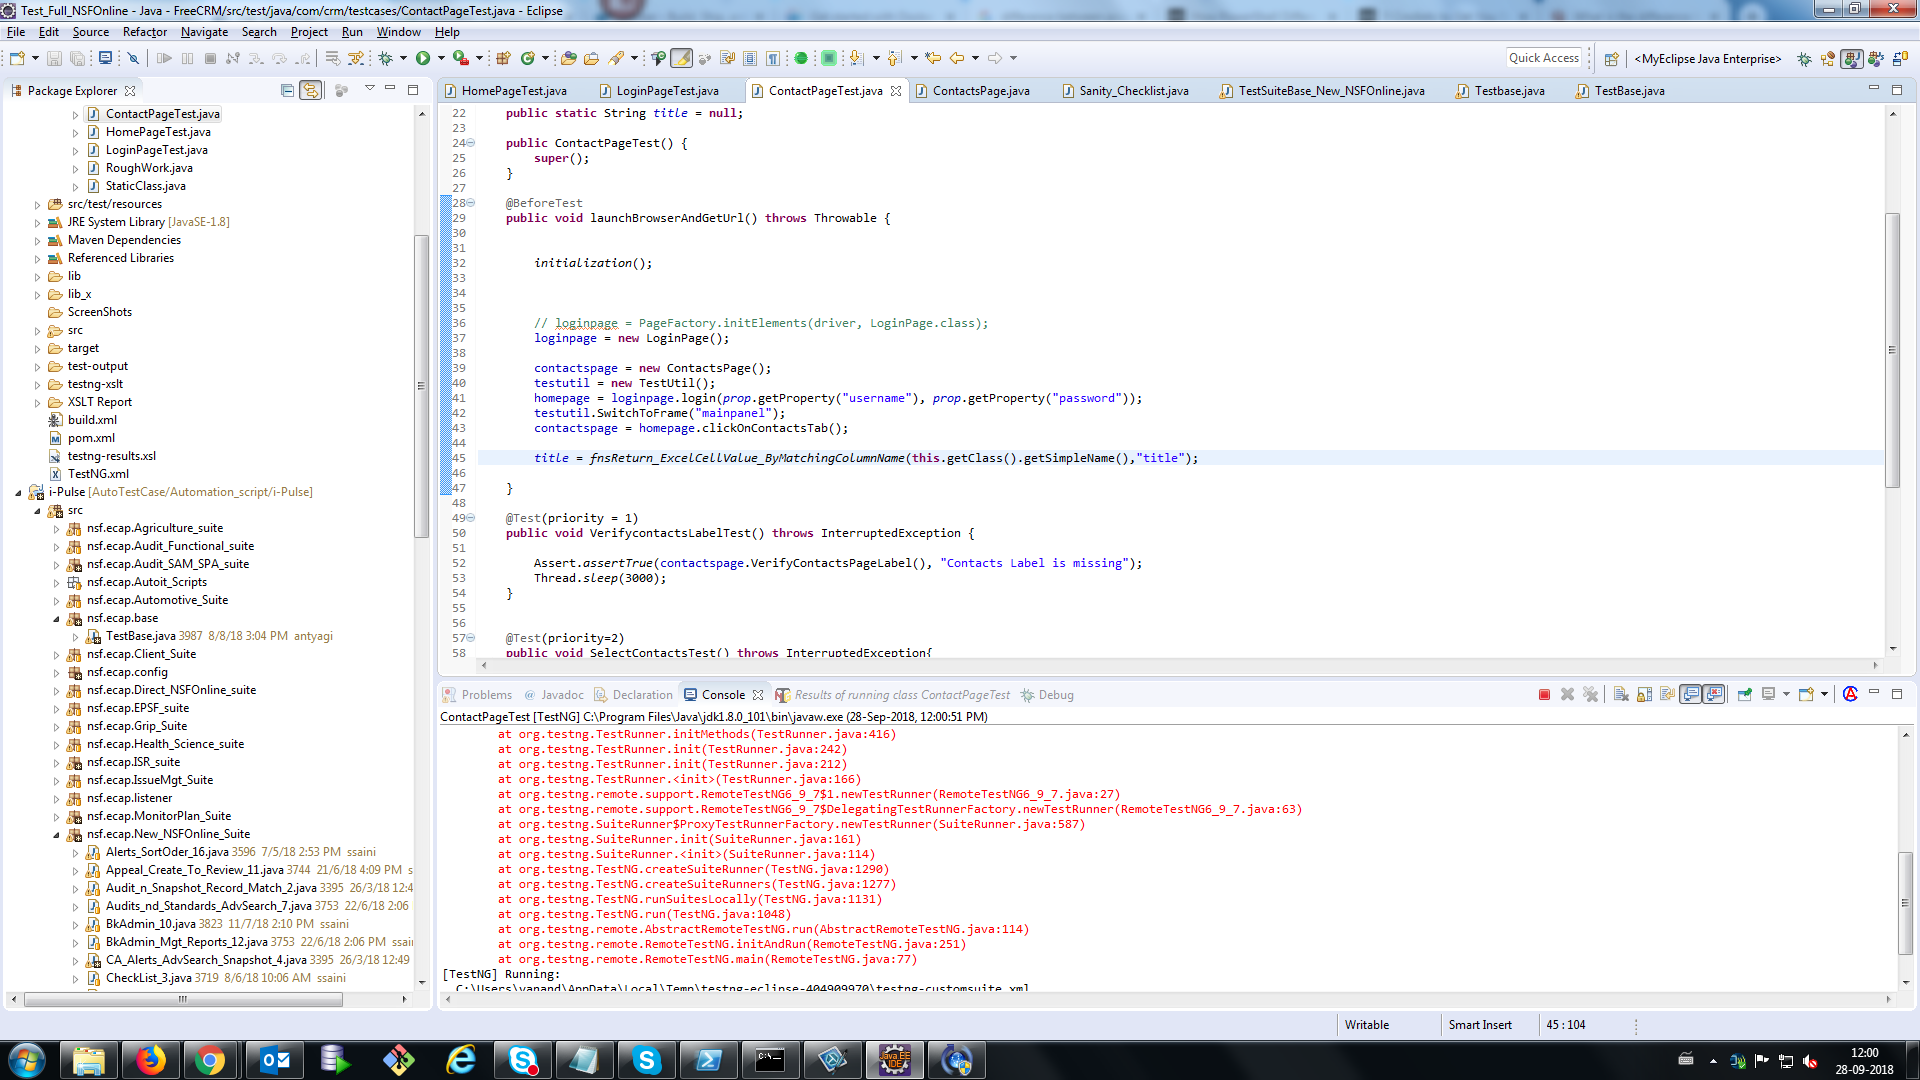 Test_Full_NSFOnline - Java - FreeCRM/src/test/java/com/crm/testcases/ContactPageTest.java - Eclipse
File Edit Source Refactor Navigate Search Project Run Window Help
Quick Access
<MyEclipse Java Enterprise>
Package Explorer
ContactPageTest.java
HomePageTest.java
LoginPageTest.java
RoughWork.java
StaticClass.java
src/test/resources
JRE System Library [JavaSE-1.8]
Maven Dependencies
Referenced Libraries
lib
lib_x
ScreenShots
src
target
test-output
testng-xslt
XSLT Report
build.xml
pom.xml
testng-results.xsl
TestNG.xml
i-Pulse [AutoTestCase/Automation_script/i-Pulse]
src
nsf.ecap.Agriculture_suite
nsf.ecap.Audit_Functional_suite
nsf.ecap.Audit_SAM_SPA_suite
nsf.ecap.Autoit_Scripts
nsf.ecap.Automotive_Suite
nsf.ecap.base
TestBase.java 3987 8/8/18 3:04 PM antyagi
nsf.ecap.Client_Suite
nsf.ecap.config
nsf.ecap.Direct_NSFOnline_suite
nsf.ecap.EPSF_suite
nsf.ecap.Grip_Suite
nsf.ecap.Health_Science_suite
nsf.ecap.ISR_suite
nsf.ecap.IssueMgt_Suite
nsf.ecap.listener
nsf.ecap.MonitorPlan_Suite
nsf.ecap.New_NSFOnline_Suite
Alerts_SortOder_16.java 3596 7/5/18 2:53 PM ssaini
Appeal_Create_To_Review_11.java 3744 21/6/18 4:09 PM s
Audit_n_Snapshot_Record_Match_2.java 3395 26/3/18 12:4
Audits_nd_Standards_AdvSearch_7.java 3753 22/6/18 2:06
BkAdmin_10.java 3823 11/7/18 2:10 PM ssaini
BkAdmin_Mgt_Reports_12.java 3753 22/6/18 2:06 PM ssai
CA_Alerts_AdvSearch_Snapshot_4.java 3395 26/3/18 12:49
CheckList_3.java 3719 8/6/18 10:06 AM ssaini
HomePageTest.java LoginPageTest.java ContactPageTest.java ContactsPage.java Sanity_Checklist.java TestSuiteBase_New_NSFOnline.java Testbase.java TestBase.java
22 public static String title = null;
23
24 public ContactPageTest() {
25 super();
26 }
27
28 @BeforeTest
29 public void launchBrowserAndGetUrl() throws Throwable {
30
31
32 initialization();
33
34
35
36 // loginpage = PageFactory.initElements(driver, LoginPage.class);
37 loginpage = new LoginPage();
38
39 contactspage = new ContactsPage();
40 testutil = new TestUtil();
41 homepage = loginpage.login(prop.getProperty("username"), prop.getProperty("password"));
42 testutil.SwitchToFrame("mainpanel");
43 contactspage = homepage.clickOnContactsTab();
44
45 title = fnsReturn_ExcelCellValue_ByMatchingColumnName(this.getClass().getSimpleName(),"title");
46
47 }
48
49 @Test(priority = 1)
50 public void VerifycontactsLabelTest() throws InterruptedException {
51
52 Assert.assertTrue(contactspage.VerifyContactsPageLabel(), "Contacts Label is missing");
53 Thread.sleep(3000);
54 }
55
56
57 @Test(priority=2)
58 public void SelectContactsTest() throws InterruptedException{
Problems Javadoc Declaration Console Results of running class ContactPageTest Debug
ContactPageTest [TestNG] C:\Program Files\Java\jdk1.8.0_101\bin\javaw.exe (28-Sep-2018, 12:00:51 PM)
at org.testng.TestRunner.initMethods(TestRunner.java:416)
at org.testng.TestRunner.init(TestRunner.java:242)
at org.testng.TestRunner.init(TestRunner.java:212)
at org.testng.TestRunner.<init>(TestRunner.java:166)
at org.testng.remote.support.RemoteTestNG6_9_7$1.newTestRunner(RemoteTestNG6_9_7.java:27)
at org.testng.remote.support.RemoteTestNG6_9_7$DelegatingTestRunnerFactory.newTestRunner(RemoteTestNG6_9_7.java:63)
at org.testng.SuiteRunner$ProxyTestRunnerFactory.newTestRunner(SuiteRunner.java:587)
at org.testng.SuiteRunner.init(SuiteRunner.java:161)
at org.testng.SuiteRunner.<init>(SuiteRunner.java:114)
at org.testng.TestNG.createSuiteRunner(TestNG.java:1290)
at org.testng.TestNG.createSuiteRunners(TestNG.java:1277)
at org.testng.TestNG.runSuitesLocally(TestNG.java:1131)
at org.testng.TestNG.run(TestNG.java:1048)
at org.testng.remote.AbstractRemoteTestNG.run(AbstractRemoteTestNG.java:114)
at org.testng.remote.RemoteTestNG.initAndRun(RemoteTestNG.java:251)
at org.testng.remote.RemoteTestNG.main(RemoteTestNG.java:77)
[TestNG] Running:
C:\Users\vanand\AppData\Local\Temp\testng-eclipse-404909970\testng-customsuite.xml
Writable Smart Insert 45 : 104
Java EE
IDE
12:00
28-09-2018